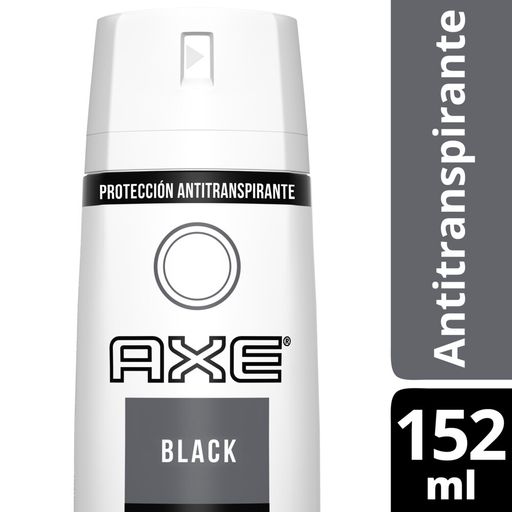 PROTECCIÓN ANTITRANSPIRANTE
AXE®
BLACK
Antitranspirante
152
ml